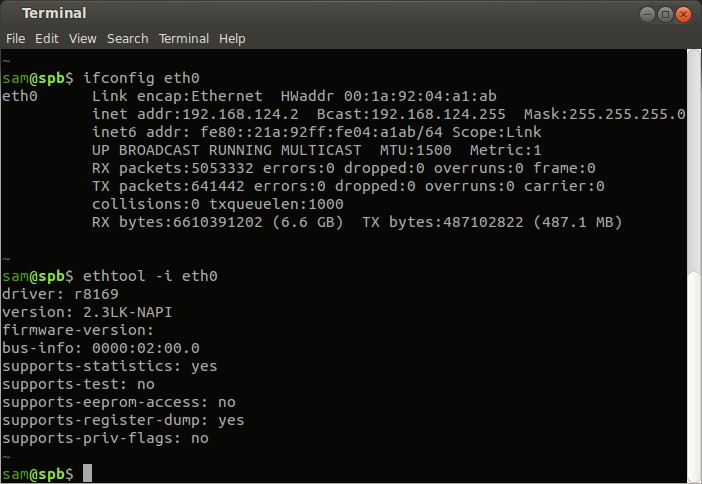 Terminal
File Edit View Search Terminal Help
~
sam@spb$ ifconfig eth0
eth0      Link encap:Ethernet  HWaddr 00:1a:92:04:a1:ab
          inet addr:192.168.124.2  Bcast:192.168.124.255  Mask:255.255.255.0
          inet6 addr: fe80::21a:92ff:fe04:a1ab/64 Scope:Link
          UP BROADCAST RUNNING MULTICAST  MTU:1500  Metric:1
          RX packets:5053332 errors:0 dropped:0 overruns:0 frame:0
          TX packets:641442 errors:0 dropped:0 overruns:0 carrier:0
          collisions:0 txqueuelen:1000
          RX bytes:6610391202 (6.6 GB)  TX bytes:487102822 (487.1 MB)
~
sam@spb$ ethtool -i eth0
driver: r8169
version: 2.3LK-NAPI
firmware-version:
bus-info: 0000:02:00.0
supports-statistics: yes
supports-test: no
supports-eeprom-access: no
supports-register-dump: yes
supports-priv-flags: no
~
sam@spb$